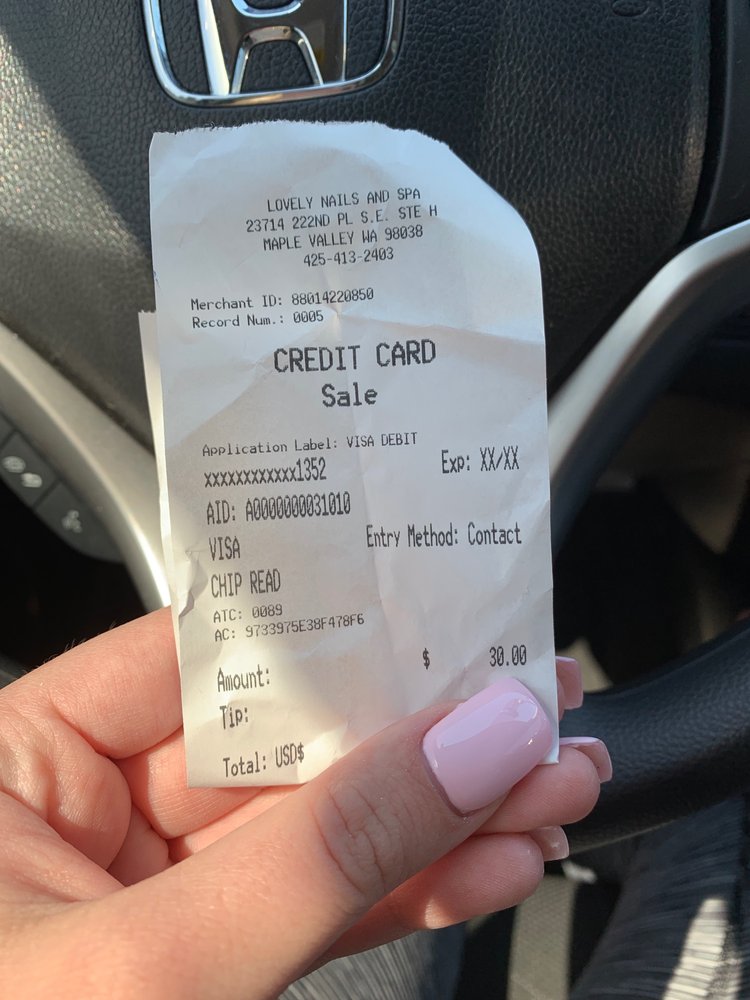 LOVELY NAILS AND SPA
23714 222ND PL S.E. STE H
MAPLE VALLEY WA 98038
425-413-2403
Merchant ID: 88014220850
Record Num.: 0005
CREDIT CARD
Sale
Application Label: VISA DEBIT
xxxxxxxxxxxx1352 Exp: XX/XX
AID: A0000000031010
VISA Entry Method: Contact
CHIP READ
ATC: 0089
AC: 9733975E38F478F6
Amount: $ 30.00
Tip:
Total: USD$